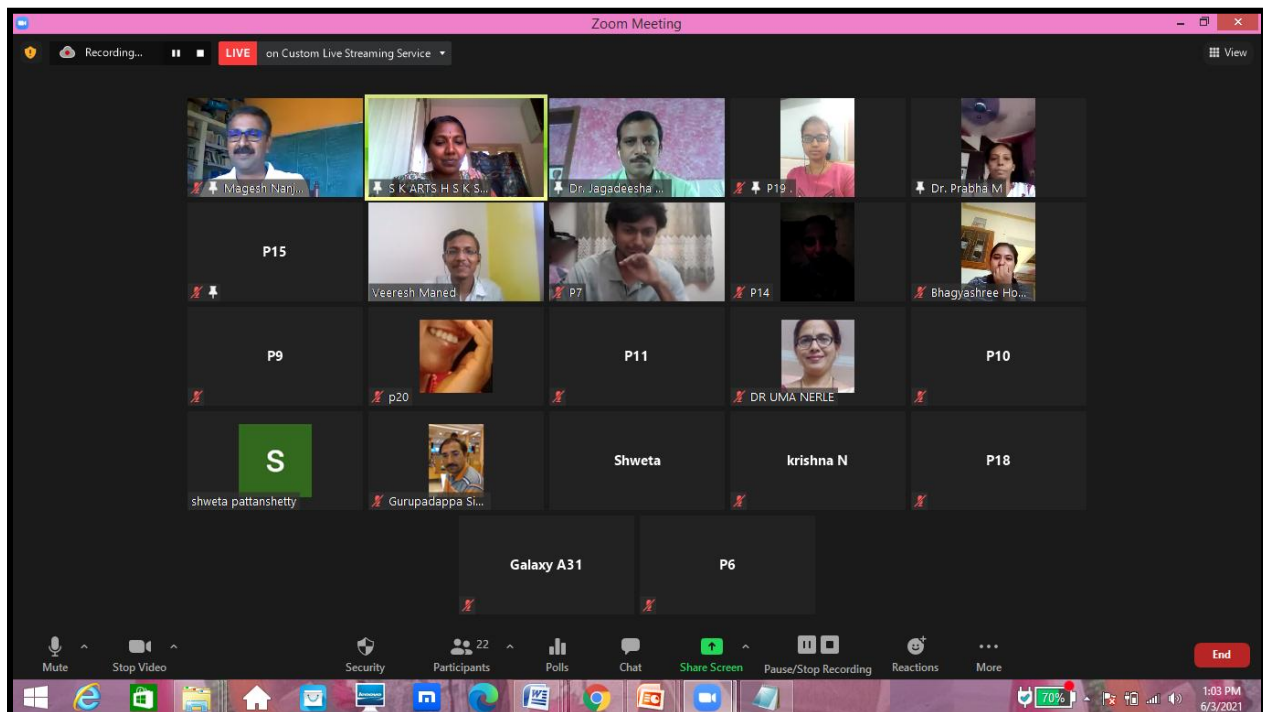 Zoom Meeting
Recording...
LIVE on Custom Live Streaming Service
View
Magesh Nanj...
S K ARTS H S K S...
Dr. Jagadeesha ...
P19 .
Dr. Prabha M
P15
Veeresh Maned
P7
P14
Bhagyashree Ho...
P9
p20
P11
DR UMA NERLE
P10
S
shweta pattanshetty
Gurupadappa Si...
Shweta
krishna N
P18
Galaxy A31
P6
22
Mute
Stop Video
Security
Participants
Polls
Chat
Share Screen
Pause/Stop Recording
Reactions
More
End
70%
1:03 PM
6/3/2021